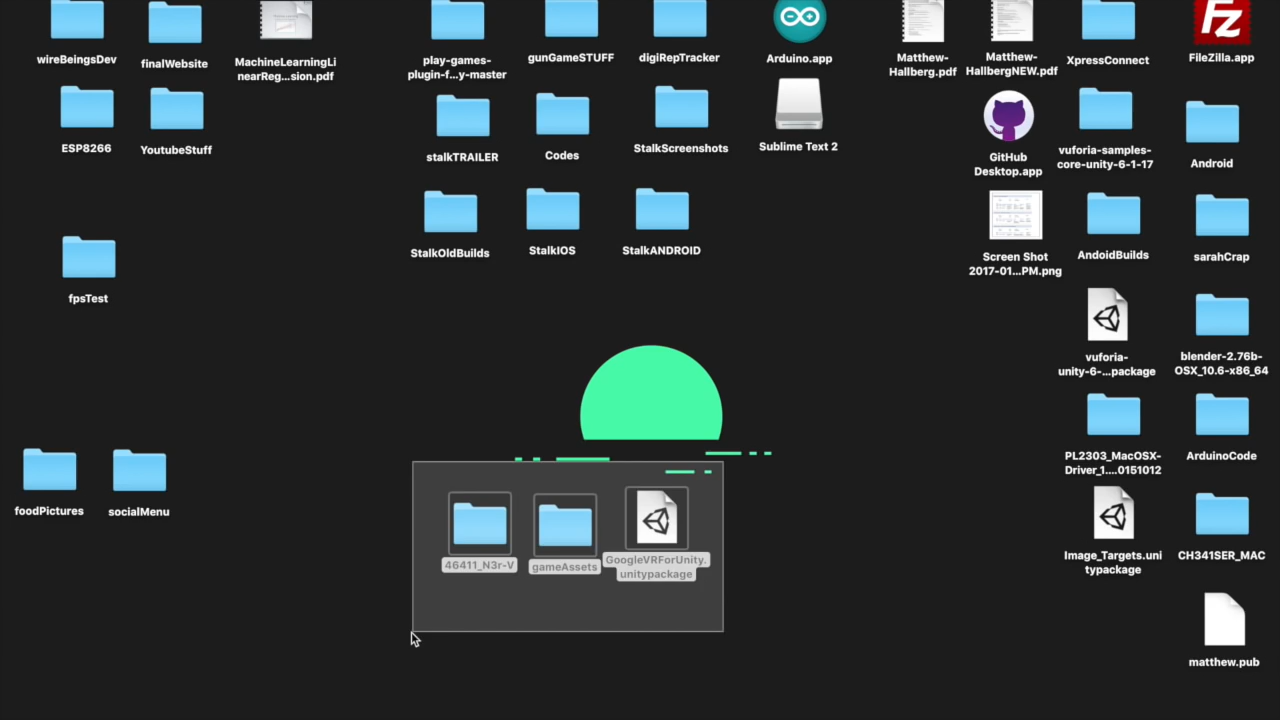 wireBeingsDev
finalWebsite
MachineLearningLi
nearReg...sion.pdf
play-games-
plugin-f...y-master
gunGameSTUFF
digiRepTracker
Arduino.app
Matthew-
Hallberg.pdf
Matthew-
HallbergNEW.pdf
XpressConnect
FileZilla.app
ESP8266
YoutubeStuff
stalkTRAILER
Codes
StalkScreenshots
Sublime Text 2
GitHub
Desktop.app
vuforia-samples-
core-unity-6-1-17
Android
StalkOldBuilds
StalkIOS
StalkANDROID
Screen Shot
2017-01...PM.png
AndoidBuilds
sarahCrap
fpsTest
vuforia-
unity-6-...package
blender-2.76b-
OSX_10.6-x86_64
PL2303_MacOSX-
Driver_1....0151012
ArduinoCode
foodPictures
socialMenu
46411_N3r-V
gameAssets
GoogleVRForUnity.
unitypackage
Image_Targets.uni
typackage
CH341SER_MAC
matthew.pub
Fz